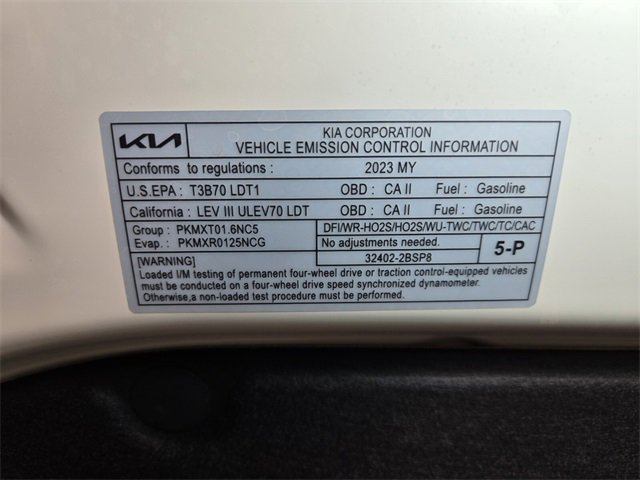 KIA
KIA CORPORATION
VEHICLE EMISSION CONTROL INFORMATION
Conforms to regulations : 2023 MY
U.S.EPA : T3B70 LDT1 OBD : CA II Fuel : Gasoline
California : LEV III ULEV70 LDT OBD : CA II Fuel : Gasoline
Group : PKMXT01.6NC5
Evap. : PKMXR0125NCG
DFI/WR-HO2S/HO2S/WU-TWC/TWC/TC/CAC
No adjustments needed.
32402-2BSP8
5-P
[WARNING]
Loaded I/M testing of permanent four-wheel drive or traction control-equipped vehicles
must be conducted on a four-wheel drive speed synchronized dynamometer.
Otherwise,a non-loaded test procedure must be performed.